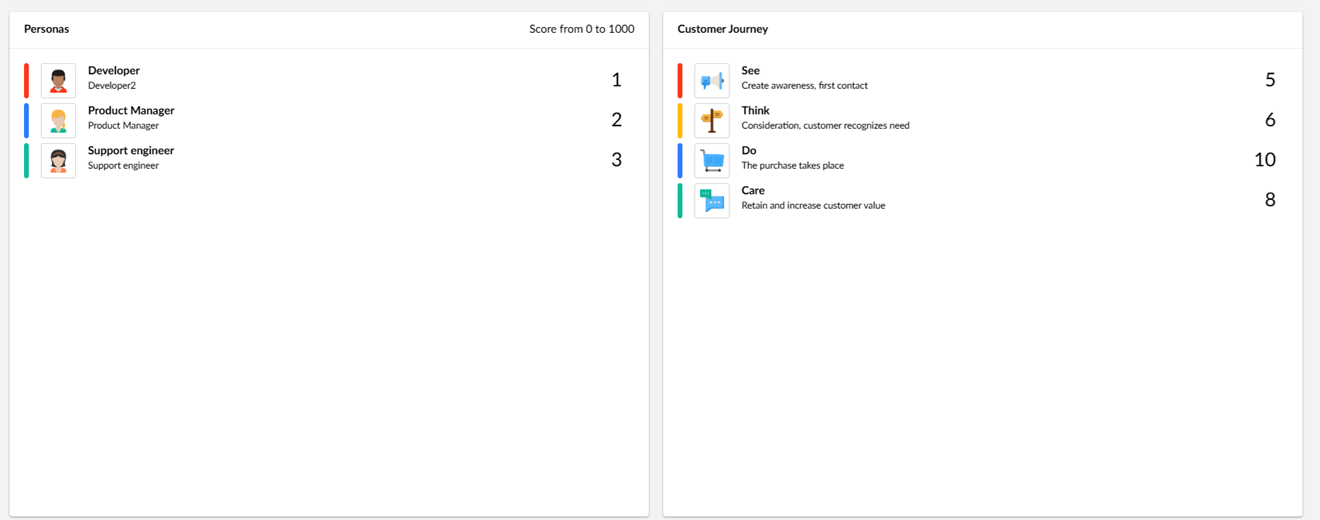 Personas
Score from 0 to 1000
Developer
Developer2
1
Product Manager
Product Manager
2
Support engineer
Support engineer
3
Customer Journey
See
Create awareness, first contact
5
Think
Consideration, customer recognizes need
6
Do
The purchase takes place
10
Care
Retain and increase customer value
8